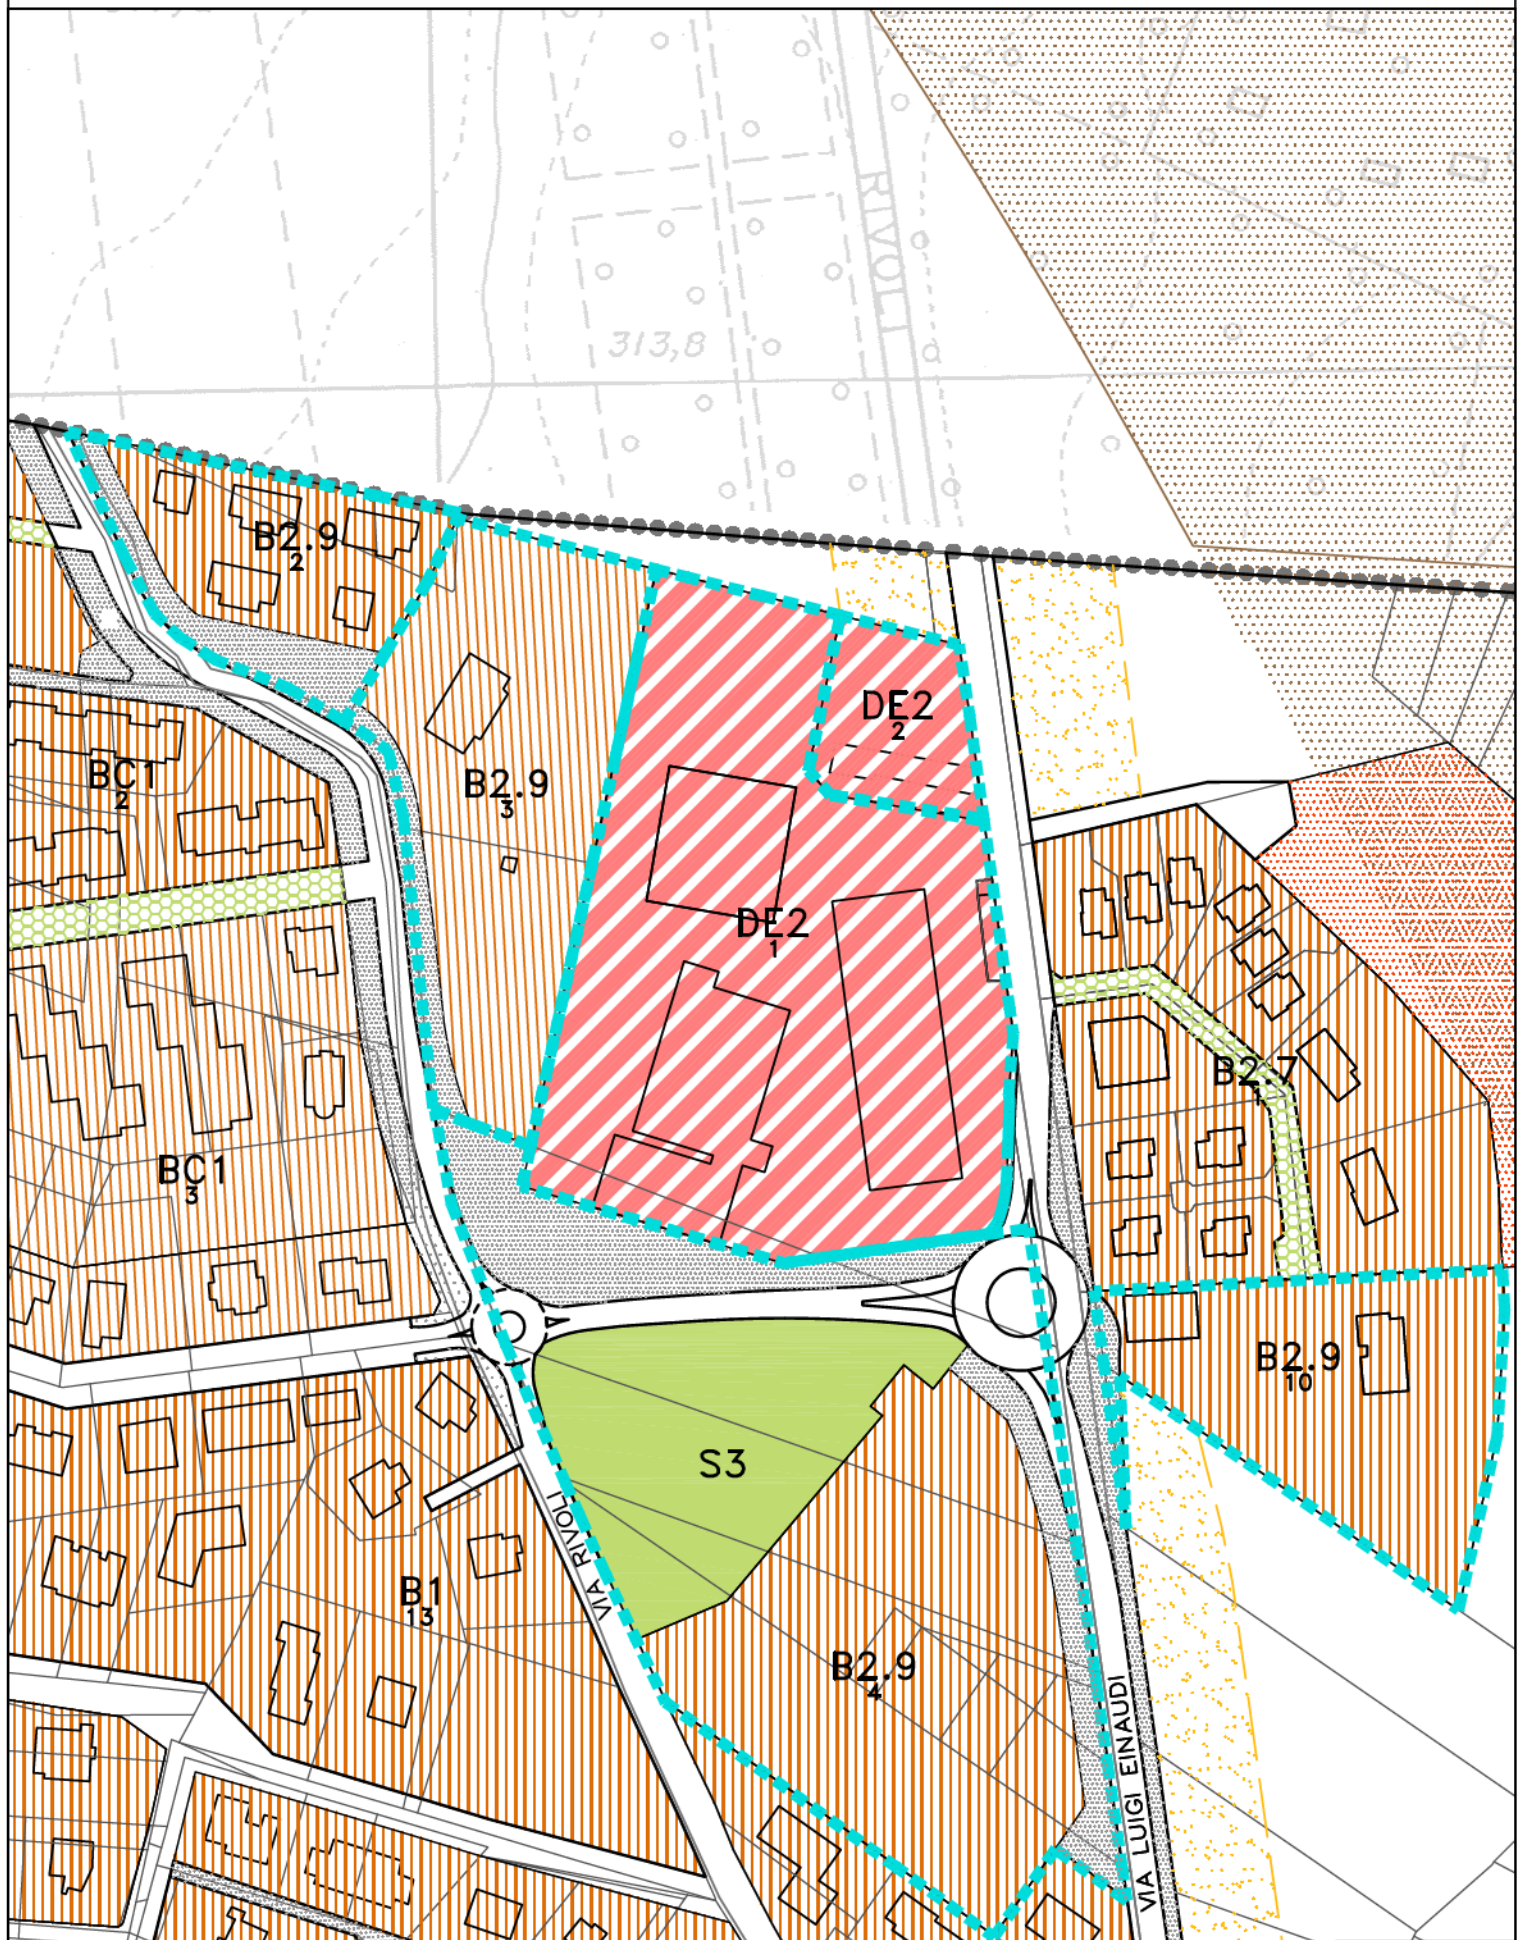 RIVOLI
313,8
B2.9
2
DE2
2
BC1
2
B2.9
3
DE2
1
B2.7
BC1
3
B2.9
10
S3
VIA RIVOLI
B1
13
B2.9
4
VIA LUIGI EINAUDI